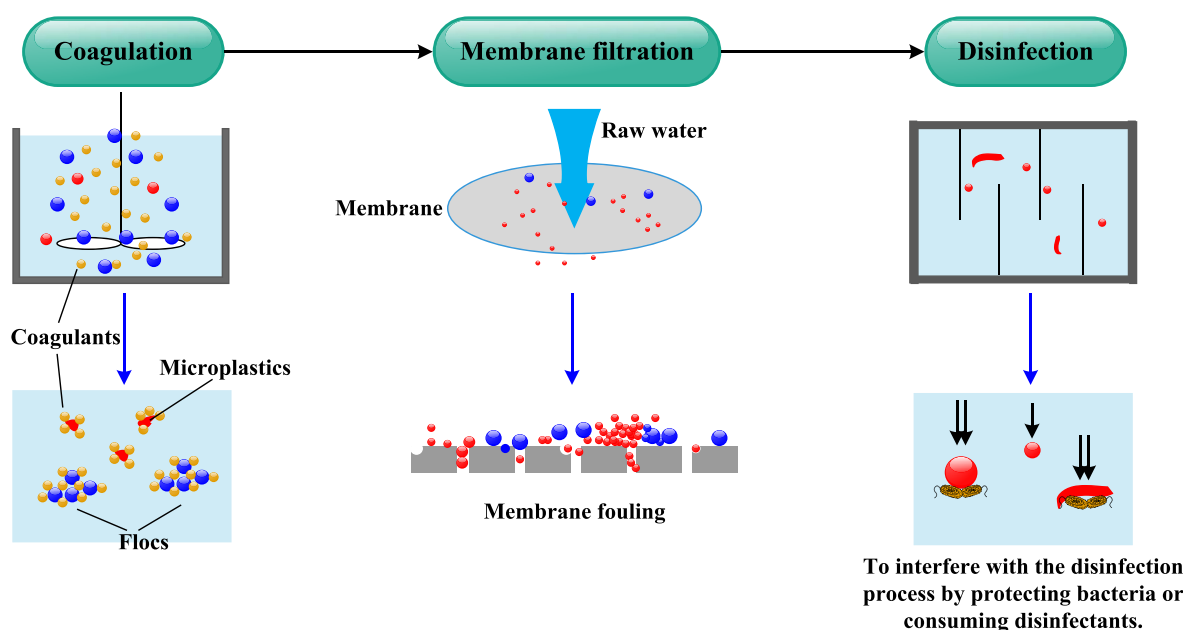 Coagulation
Membrane filtration
Disinfection
Raw water
Membrane
Coagulants
Microplastics
Membrane fouling
Flocs
To interfere with the disinfection
process by protecting bacteria or
consuming disinfectants.